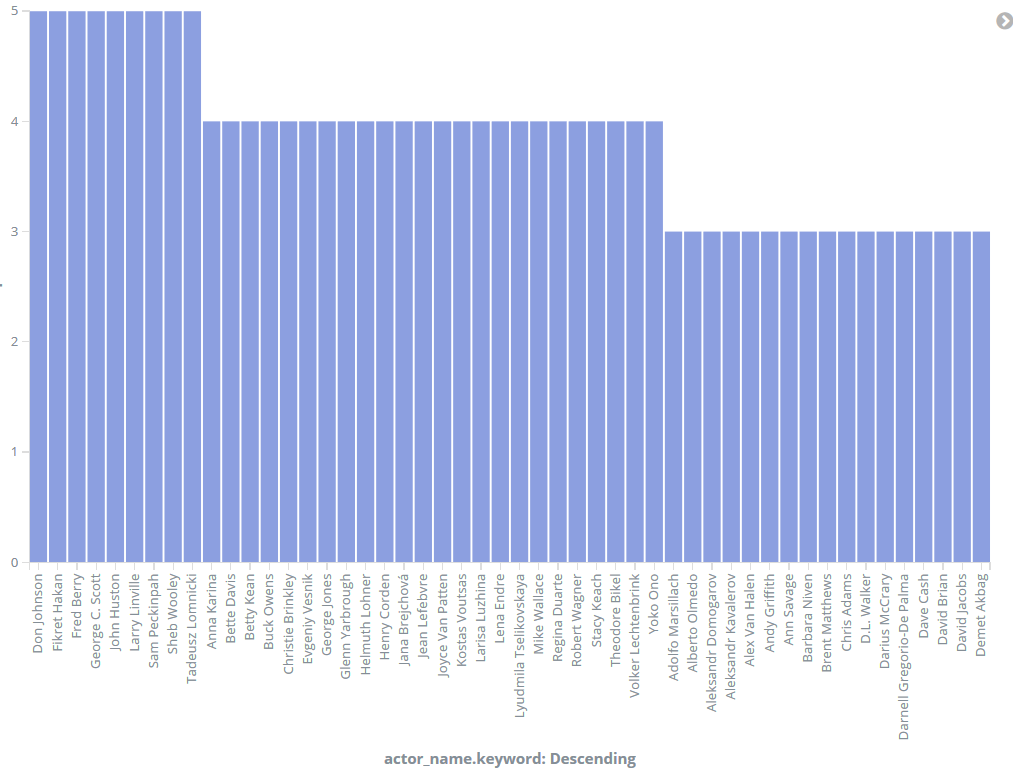 5
4
3
2
1
0
Don Johnson
Fikret Hakan
Fred Berry
George C. Scott
John Huston
Larry Linville
Sam Peckinpah
Sheb Wooley
Tadeusz Lomnicki
Anna Karina
Bette Davis
Betty Kean
Buck Owens
Christie Brinkley
Evgeniy Vesnik
George Jones
Glenn Yarbrough
Helmuth Lohner
Henry Corden
Jana Brejchová
Jean Lefebvre
Joyce Van Patten
Kostas Voutsas
Larisa Luzhina
Lena Endre
Lyudmila Tselikovskaya
Mike Wallace
Regina Duarte
Robert Wagner
Stacy Keach
Theodore Bikel
Volker Lechtenbrink
Yoko Ono
Adolfo Marsillach
Alberto Olmedo
Aleksandr Domogarov
Aleksandr Kavalerov
Alex Van Halen
Andy Griffith
Ann Savage
Barbara Niven
Brent Matthews
Chris Adams
D.L. Walker
Darius McCrary
Darnell Gregorio-De Palma
Dave Cash
David Brian
David Jacobs
Demet Akbag
actor_name.keyword: Descending